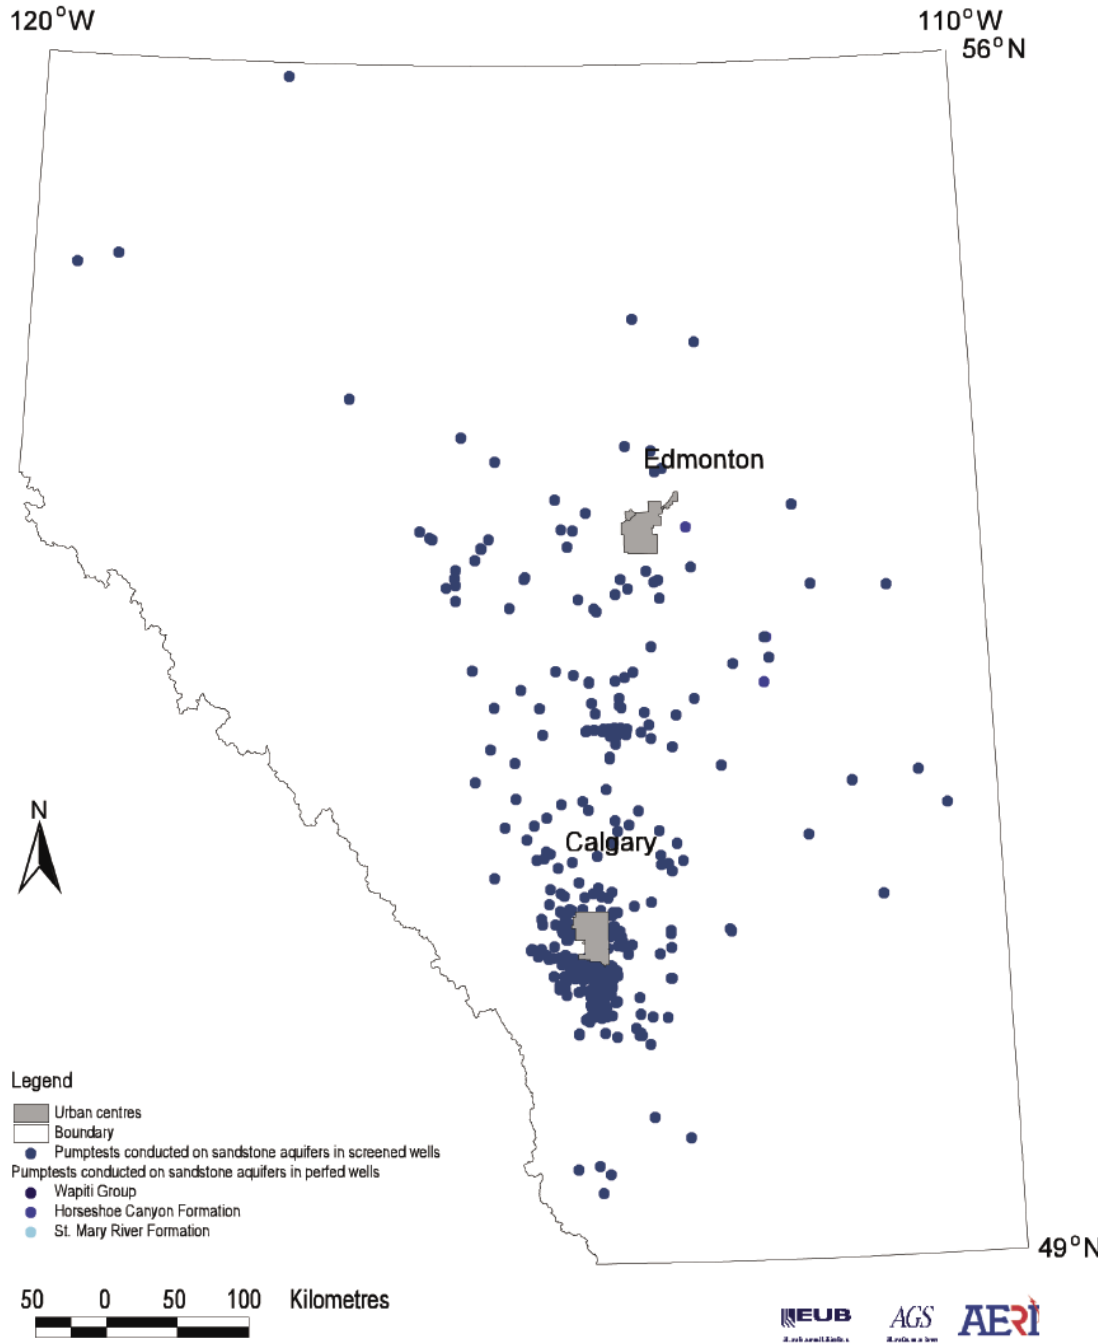 120°W
110°W
56°N
Edmonton
N
Calgary
Legend
Urban centres
Boundary
Pumptests conducted on sandstone aquifers in screened wells
Pumptests conducted on sandstone aquifers in perfed wells
Wapiti Group
Horseshoe Canyon Formation
St. Mary River Formation
49°N
50 0 50 100 Kilometres
EUB AGS AERI